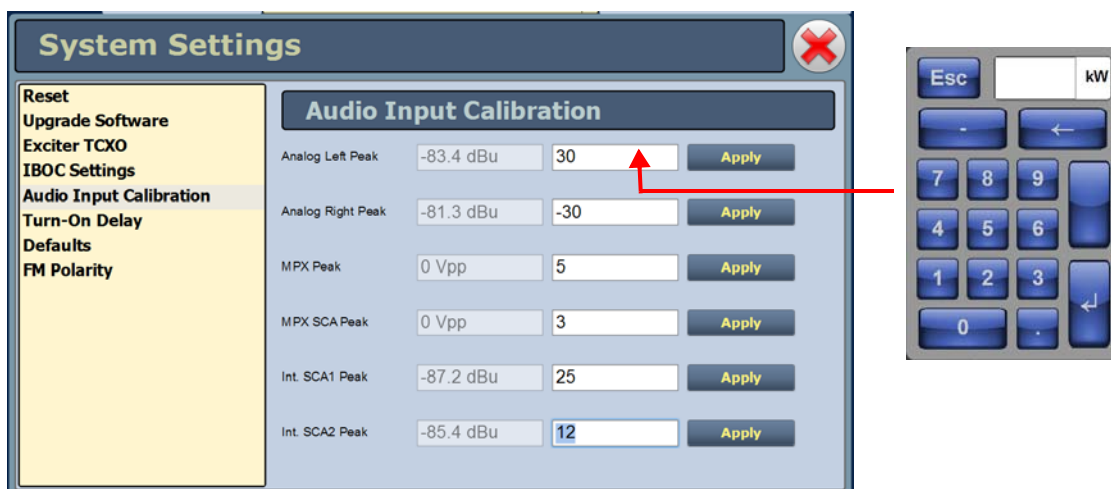 System Settings
Reset
Upgrade Software
Exciter TCXO
IBOC Settings
Audio Input Calibration
Turn-On Delay
Defaults
FM Polarity
Audio Input Calibration
Analog Left Peak -83.4 dBu 30 Apply
Analog Right Peak -81.3 dBu -30 Apply
MPX Peak 0 Vpp 5 Apply
MPX SCA Peak 0 Vpp 3 Apply
Int. SCA1 Peak -87.2 dBu 25 Apply
Int. SCA2 Peak -85.4 dBu 12 Apply
Esc kW
- ←
7 8 9
4 5 6
1 2 3 ↵
0 .